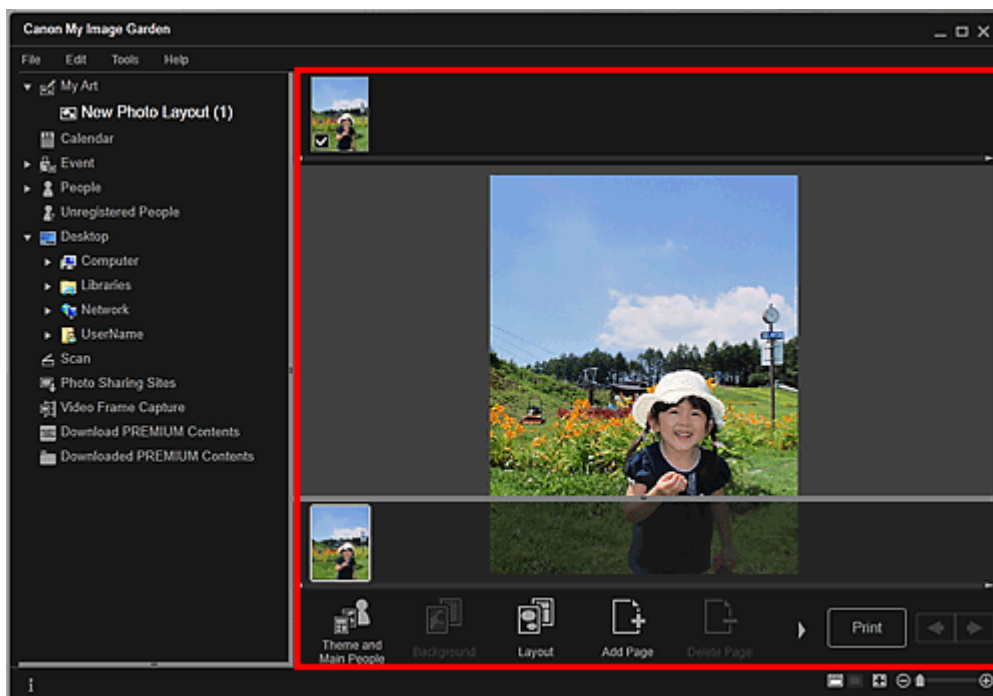 Canon My Image Garden
File Edit Tools Help
My Art
New Photo Layout (1)
Calendar
Event
People
Unregistered People
Desktop
Computer
Libraries
Network
UserName
Scan
Photo Sharing Sites
Video Frame Capture
Download PREMIUM Contents
Downloaded PREMIUM Contents
Theme and
Main People
Background
Layout
Add Page
Delete Page
Print